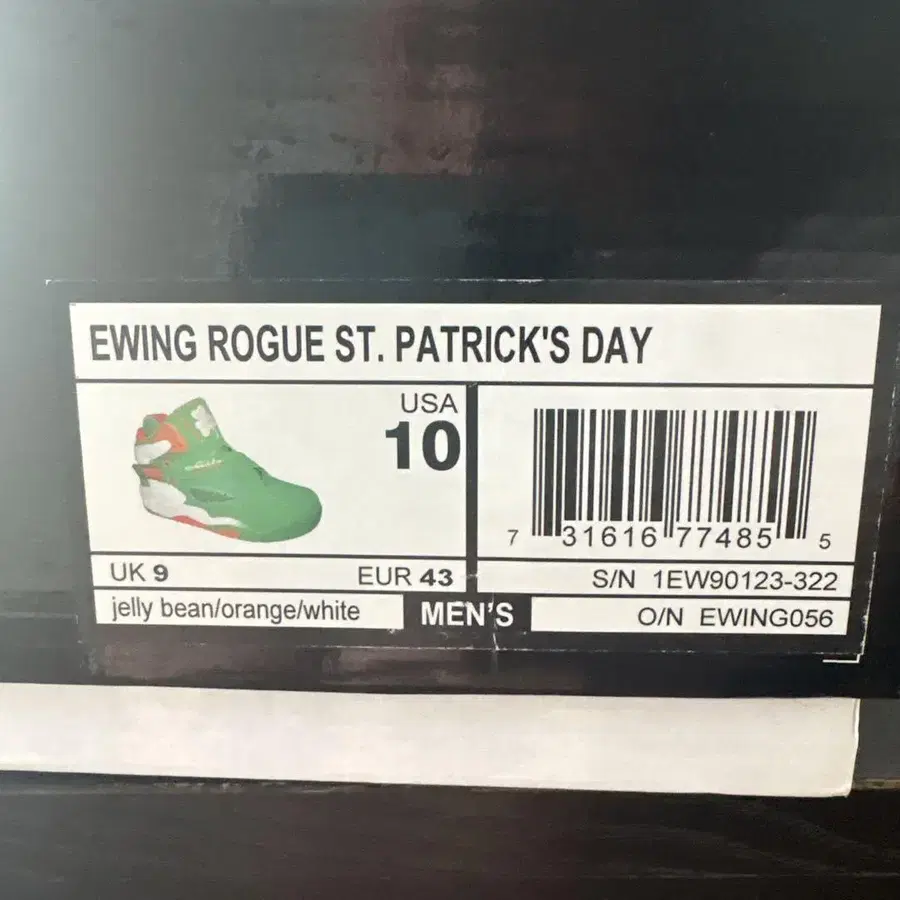 EWING ROGUE ST. PATRICK'S DAY
USA
10
7 31616 77485 5
UK 9
EUR 43
S/N 1EW90123-322
jelly bean/orange/white
MEN'S
O/N EWING056